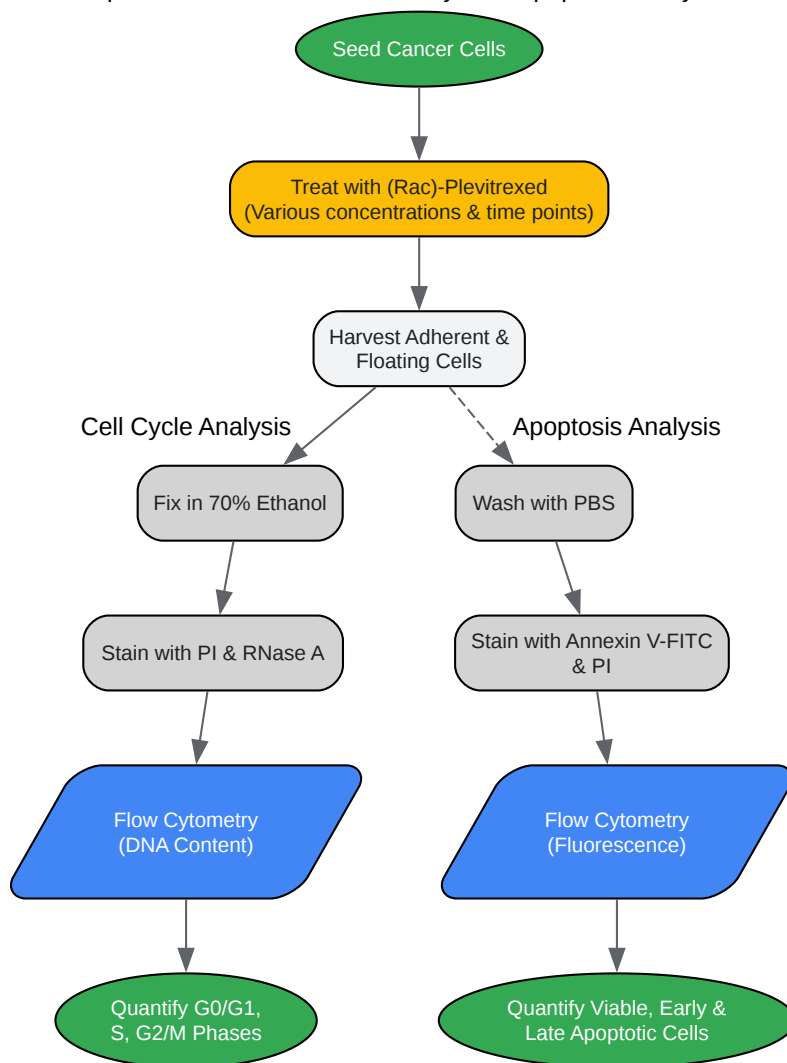 Seed Cancer Cells
Treat with (Rac)-Plevitrexed
(Various concentrations & time points)
Harvest Adherent &
Floating Cells
Cell Cycle Analysis
Apoptosis Analysis
Fix in 70% Ethanol
Wash with PBS
Stain with PI & RNase A
Stain with Annexin V-FITC
& PI
Flow Cytometry
(DNA Content)
Flow Cytometry
(Fluorescence)
Quantify G0/G1,
S, G2/M Phases
Quantify Viable, Early &
Late Apoptotic Cells